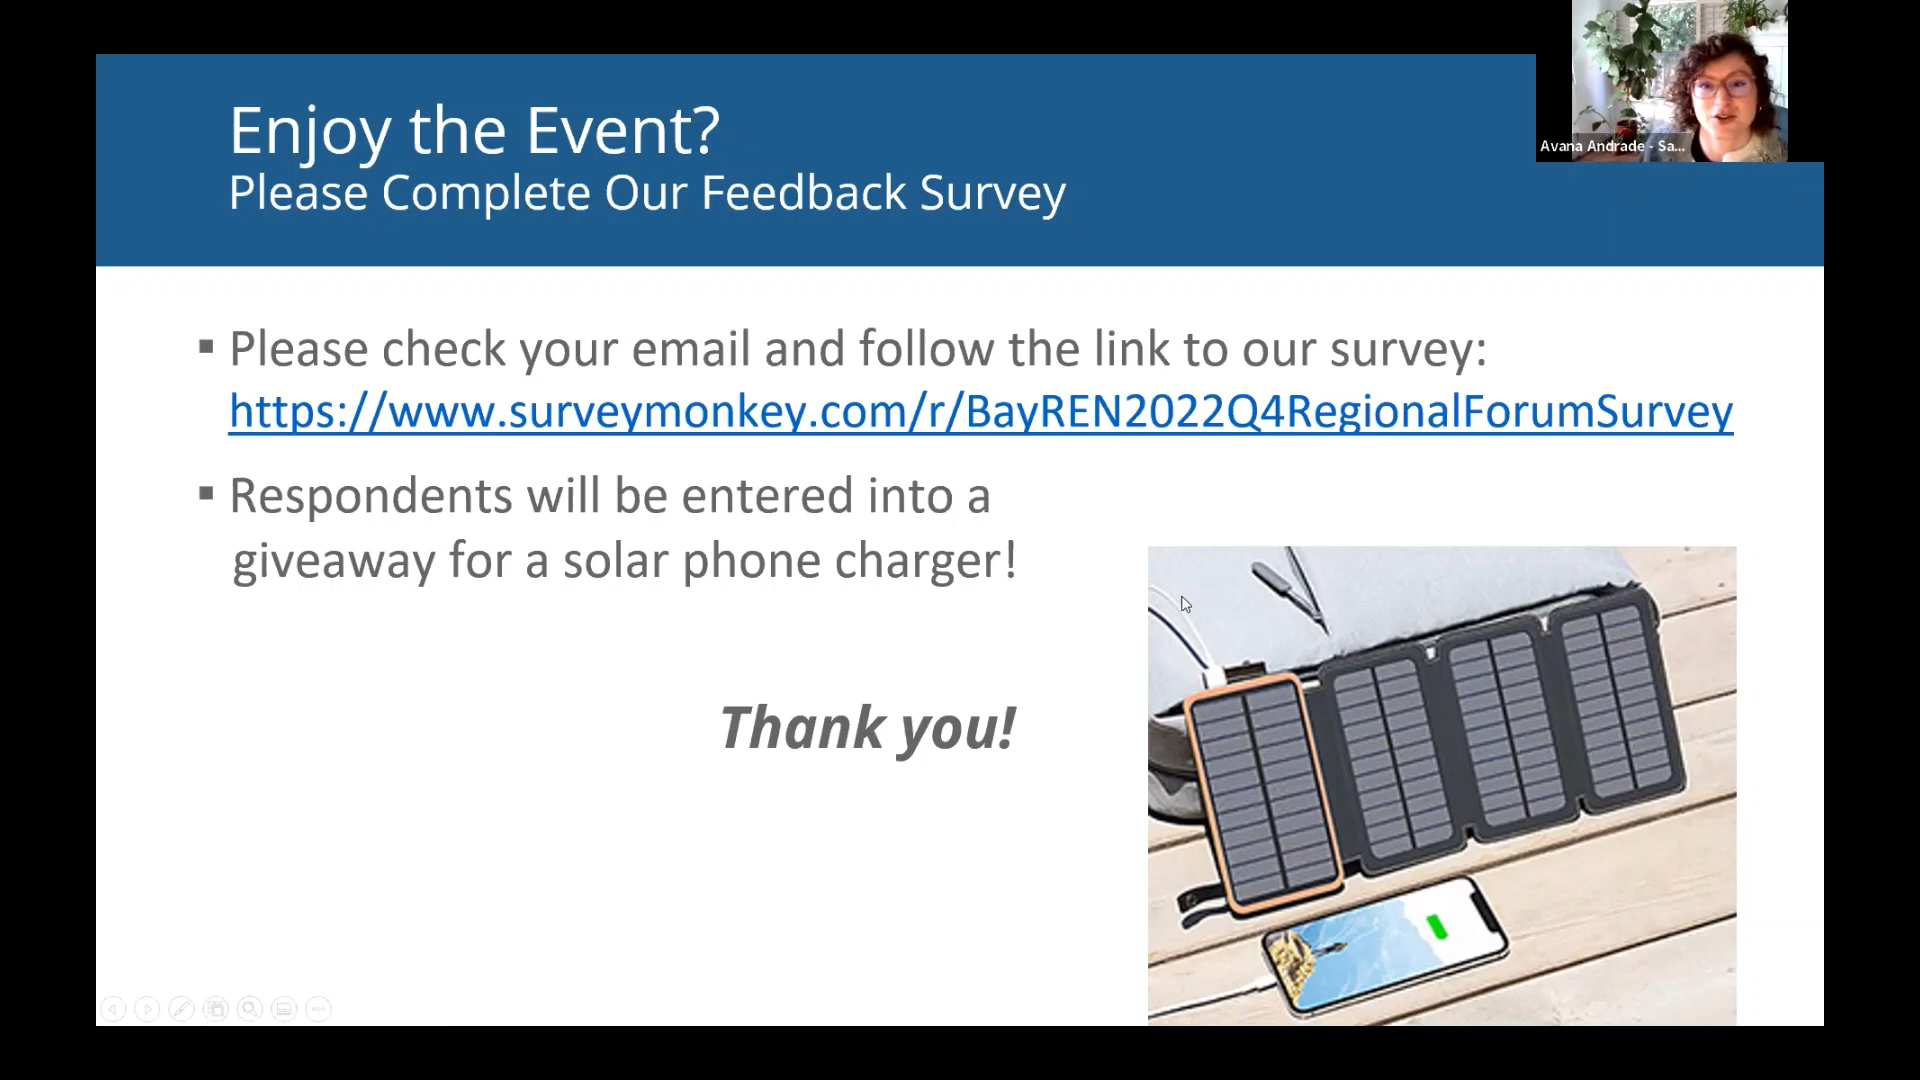 Enjoy the Event?
Please Complete Our Feedback Survey
Avana Andrade - Sa...
▪ Please check your email and follow the link to our survey:
https://www.surveymonkey.com/r/BayREN2022Q4RegionalForumSurvey
▪ Respondents will be entered into a
giveaway for a solar phone charger!
Thank you!